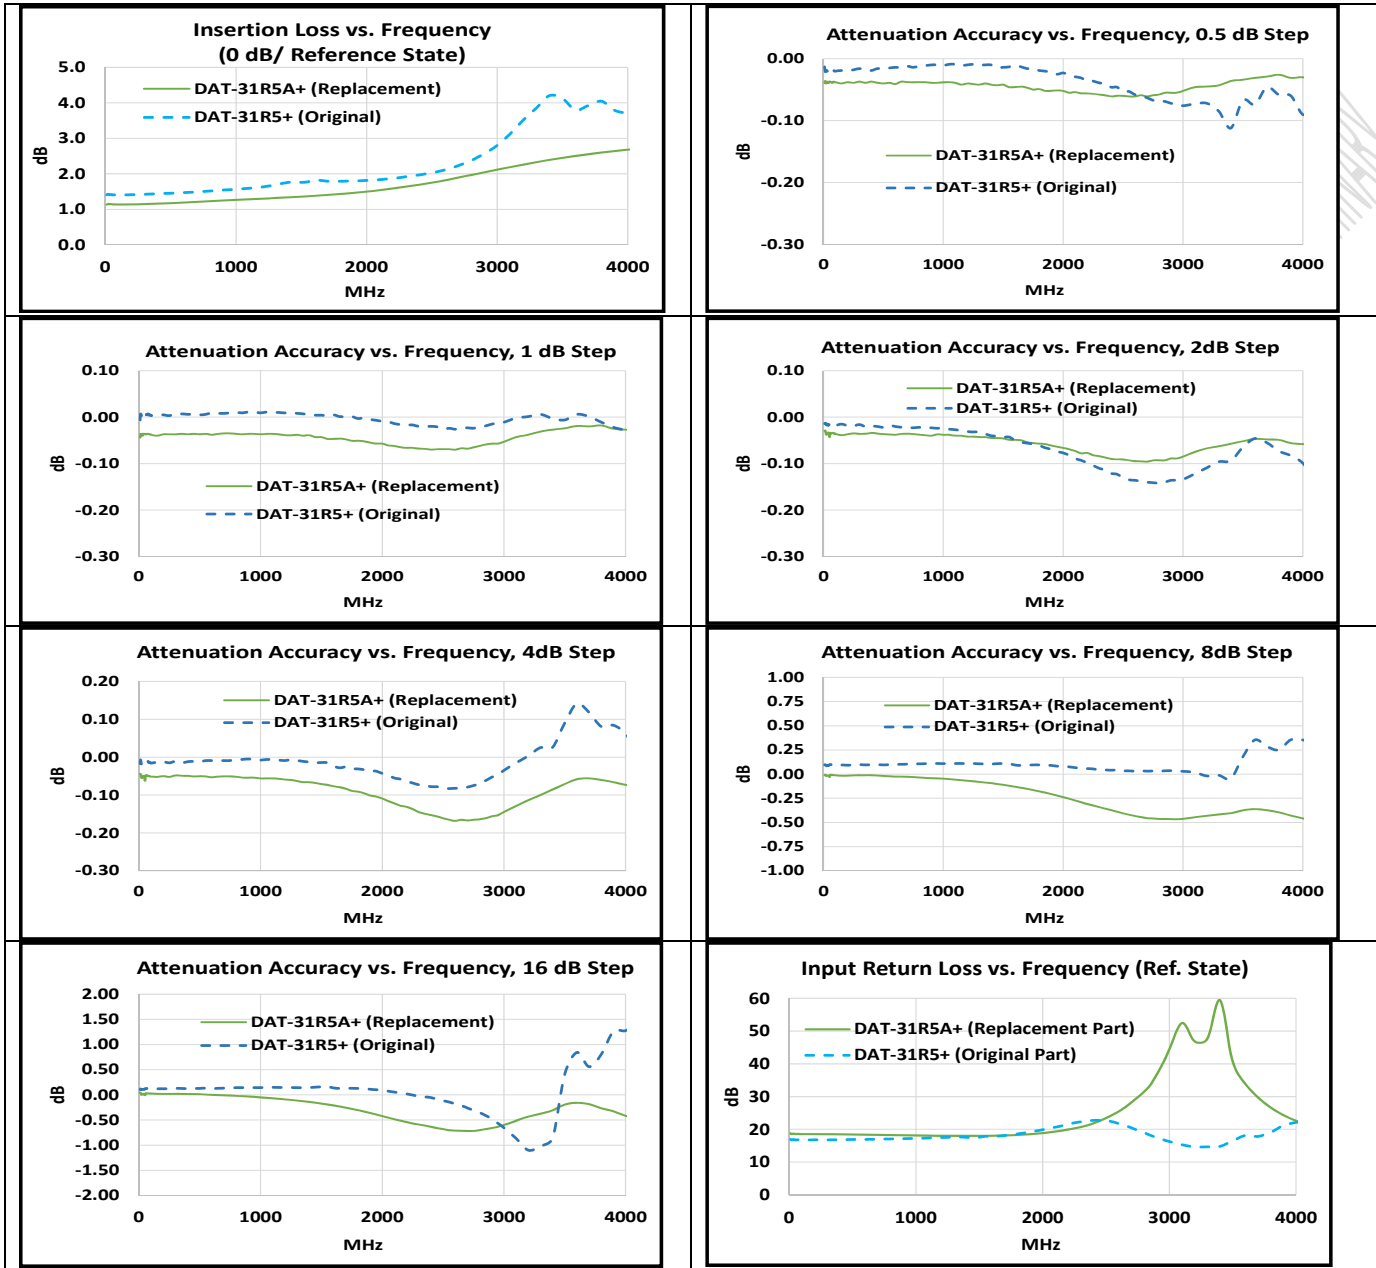 Insertion Loss vs. Frequency
(0 dB/ Reference State)
5.0
4.0
3.0
2.0
1.0
0.0
dB
DAT-31R5A+ (Replacement)
DAT-31R5+ (Original)
0 1000 2000 3000 4000
MHz
Attenuation Accuracy vs. Frequency, 0.5 dB Step
0.00
-0.10
-0.20
-0.30
dB
DAT-31R5A+ (Replacement)
DAT-31R5+ (Original)
0 1000 2000 3000 4000
MHz
Attenuation Accuracy vs. Frequency, 1 dB Step
0.10
0.00
-0.10
-0.20
-0.30
dB
DAT-31R5A+ (Replacement)
DAT-31R5+ (Original)
0 1000 2000 3000 4000
MHz
Attenuation Accuracy vs. Frequency, 2dB Step
0.10
0.00
-0.10
-0.20
-0.30
dB
DAT-31R5A+ (Replacement)
DAT-31R5+ (Original)
0 1000 2000 3000 4000
MHz
Attenuation Accuracy vs. Frequency, 4dB Step
0.20
0.10
0.00
-0.10
-0.20
-0.30
dB
DAT-31R5A+ (Replacement)
DAT-31R5+ (Original)
0 1000 2000 3000 4000
MHz
Attenuation Accuracy vs. Frequency, 8dB Step
1.00
0.75
0.50
0.25
0.00
-0.25
-0.50
-0.75
-1.00
dB
DAT-31R5A+ (Replacement)
DAT-31R5+ (Original)
0 1000 2000 3000 4000
MHz
Attenuation Accuracy vs. Frequency, 16 dB Step
2.00
1.50
1.00
0.50
0.00
-0.50
-1.00
-1.50
-2.00
dB
DAT-31R5A+ (Replacement)
DAT-31R5+ (Original)
0 1000 2000 3000 4000
MHz
Input Return Loss vs. Frequency (Ref. State)
60
50
40
30
20
10
0
dB
DAT-31R5A+ (Replacement Part)
DAT-31R5+ (Original Part)
0 1000 2000 3000 4000
MHz